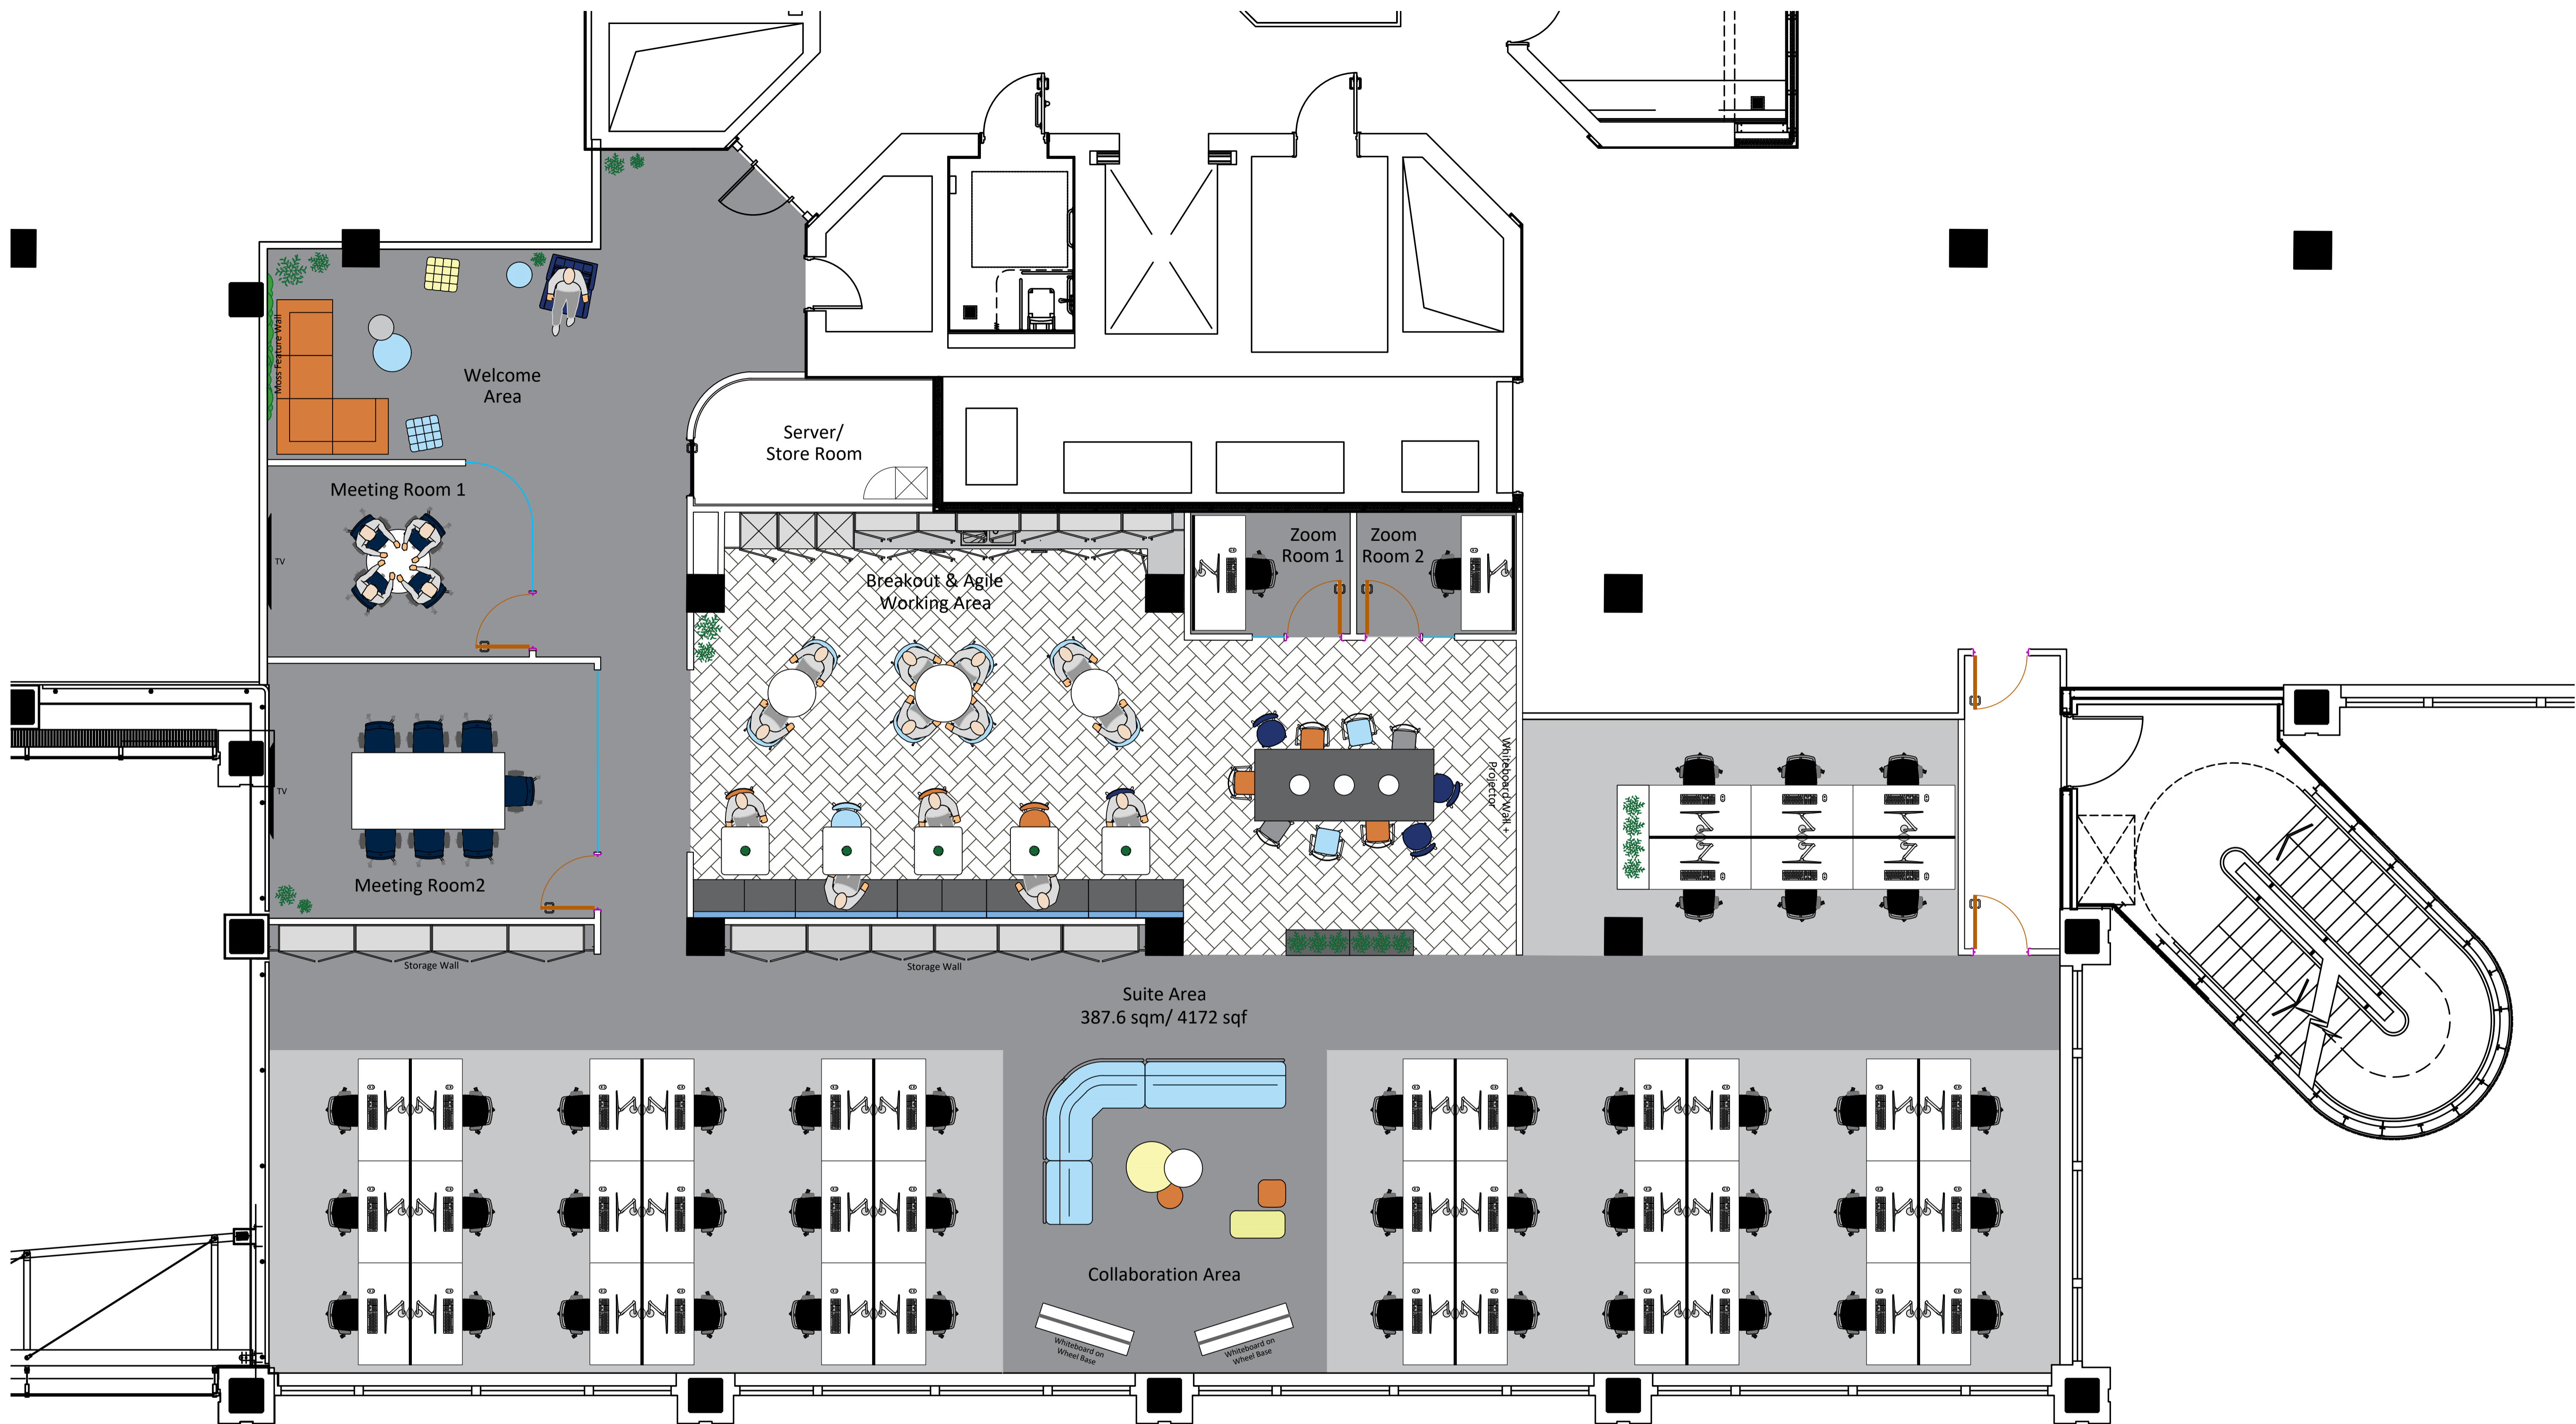 Moss Feature Wall
Welcome
Area
Server/
Store Room
Meeting Room 1
TV
Zoom
Room 1
Zoom
Room 2
Breakout & Agile
Working Area
Whiteboard Wall +
Projector
TV
Meeting Room2
Storage Wall
Storage Wall
Suite Area
387.6 sqm/ 4172 sqf
Collaboration Area
Whiteboard on
Wheel Base
Whiteboard on
Wheel Base